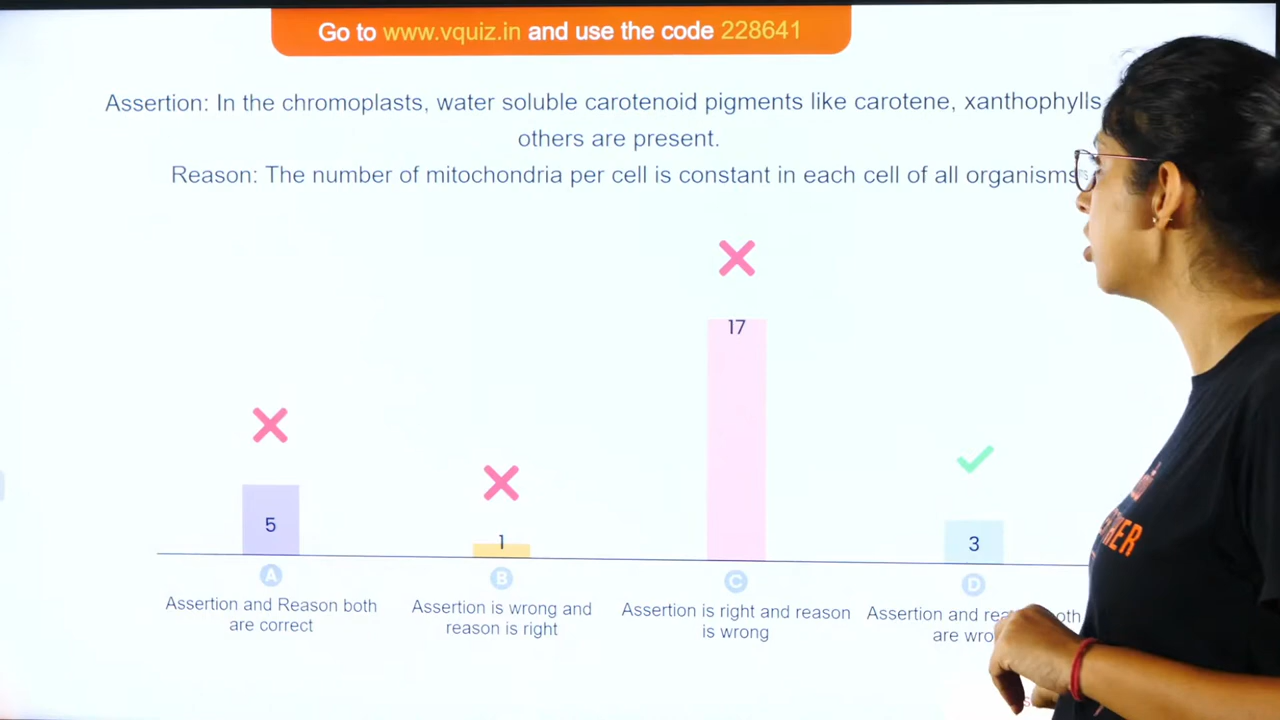 Go to www.vquiz.in and use the code 228641
Assertion: In the chromoplasts, water soluble carotenoid pigments like carotene, xanthophylls
others are present.
Reason: The number of mitochondria per cell is constant in each cell of all organisms
17
5
1
3
A
B
C
D
Assertion and Reason both
are correct
Assertion is wrong and
reason is right
Assertion is right and reason
is wrong
Assertion and both
are